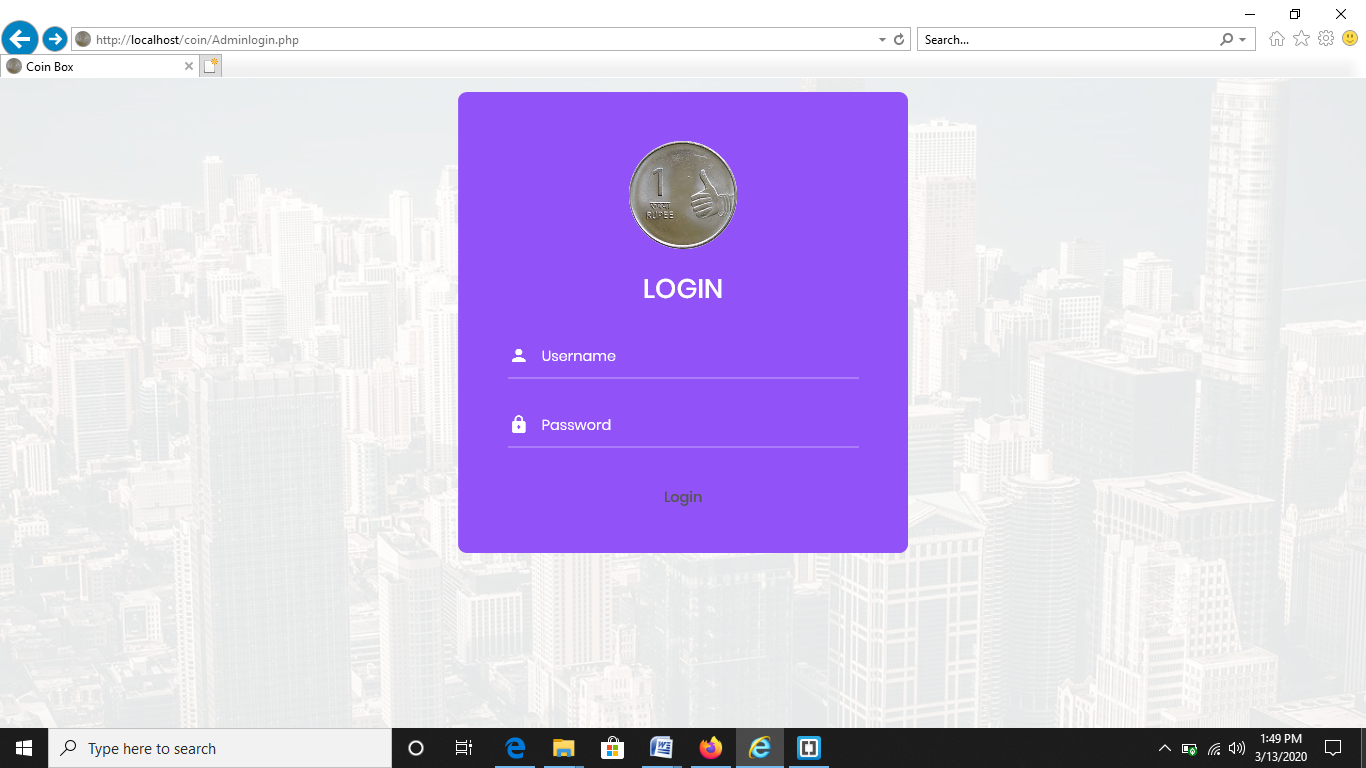 http://localhost/coin/Adminlogin.php
Search...
Coin Box
1
रुपया
RUPEE
LOGIN
Username
Password
Login
Type here to search
W
1:49 PM
3/13/2020